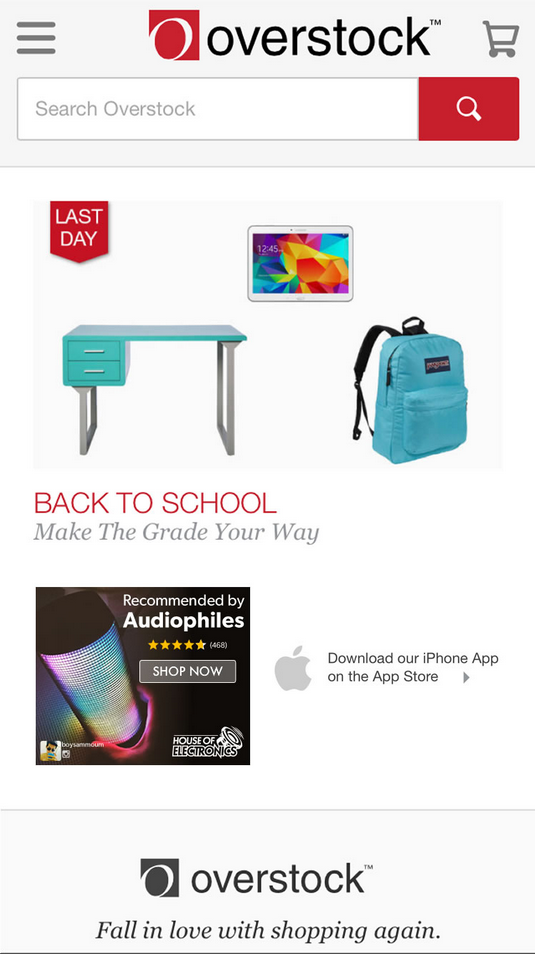 overstock™
Search Overstock
LAST
DAY
12:45
JANSPORT
BACK TO SCHOOL
Make The Grade Your Way
Recommended by
Audiophiles
(468)
SHOP NOW
boysammoum
HOUSE OF
ELECTRONICS
Download our iPhone App
on the App Store
overstock™
Fall in love with shopping again.